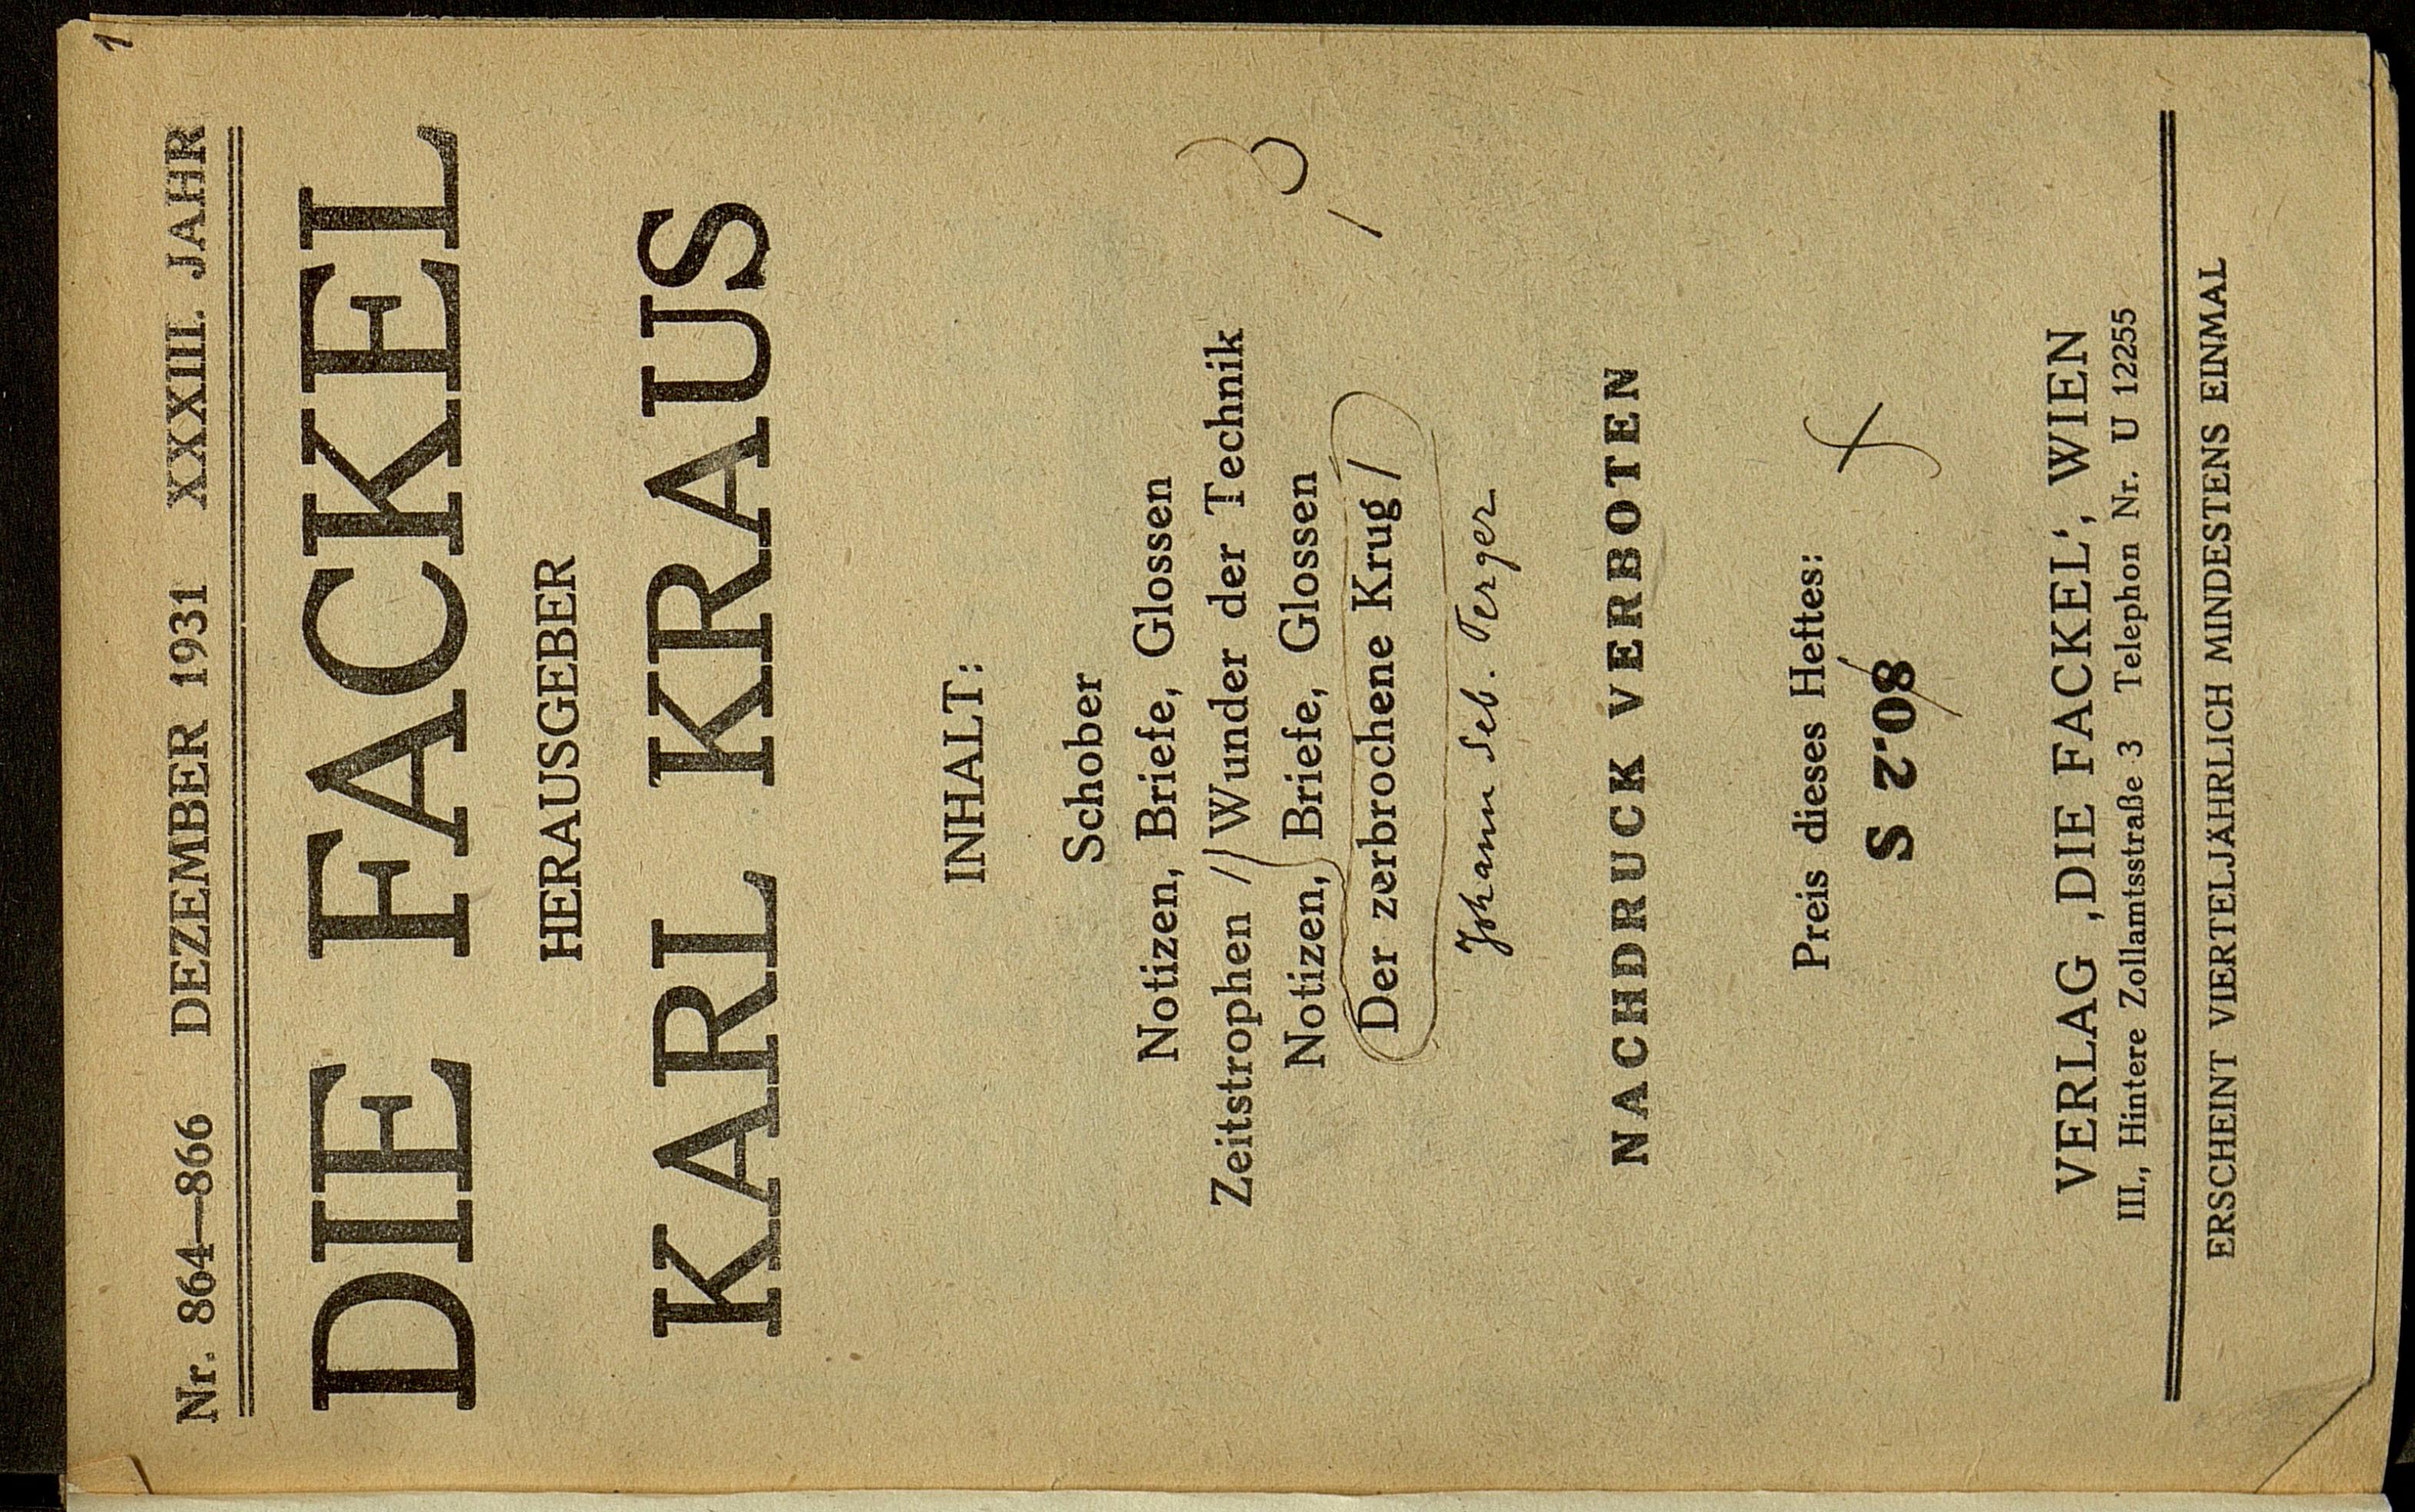 1
Nr. 864—866 DEZEMBER 1931 XXXIII. JAHR
DIE FACKEL
HERAUSGEBER
KARL KRAUS
INHALT:
Schober
Notizen, Briefe, Glossen
Zeitstrophen // Wunder der Technik
Notizen, Briefe, Glossen
Der zerbrochene Krug /
Johann Seb.
NACHDRUCK VERBOTEN
Preis dieses Heftes:
S 2.08
VERLAG ‚DIE FACKEL‘, WIEN
III., Hintere Zollamtsstraße 3 Telephon Nr. U 12255
ERSCHEINT VIERTELJÄHRLICH MINDESTENS EINMAL